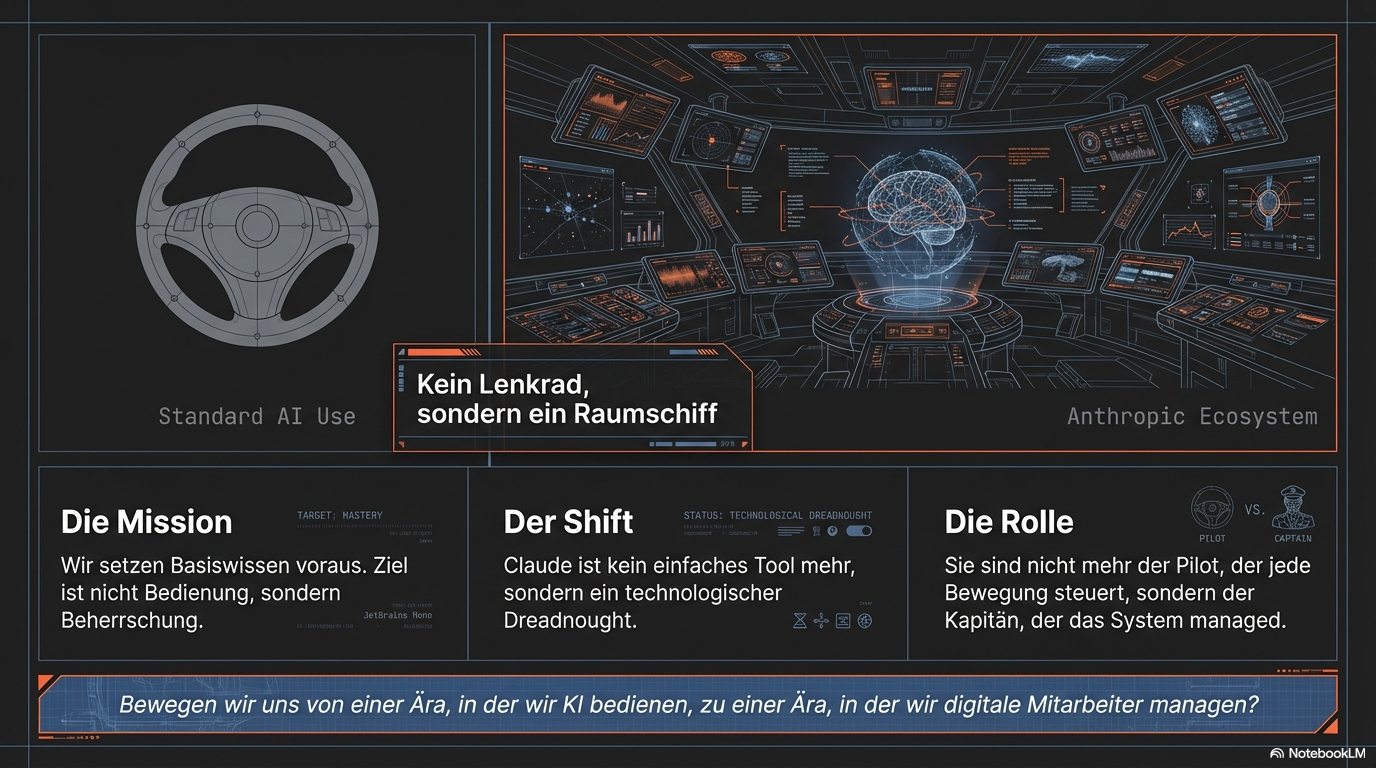 Standard AI Use
Kein Lenkrad,
sondern ein Raumschiff
Anthropic Ecosystem
Die Mission
TARGET: MASTERY
Wir setzen Basiswissen voraus. Ziel
ist nicht Bedienung, sondern
Beherrschung.
JetBrains Mono
Der Shift
STATUS: TECHNOLOGICAL DREADNOUGHT
Claude ist kein einfaches Tool mehr,
sondern ein technologischer
Dreadnought.
Die Rolle
VS.
PILOT
CAPTAIN
Sie sind nicht mehr der Pilot, der jede
Bewegung steuert, sondern der
Kapitän, der das System managed.
Bewegen wir uns von einer Ära, in der wir KI bedienen, zu einer Ära, in der wir digitale Mitarbeiter managen?
NotebookLM